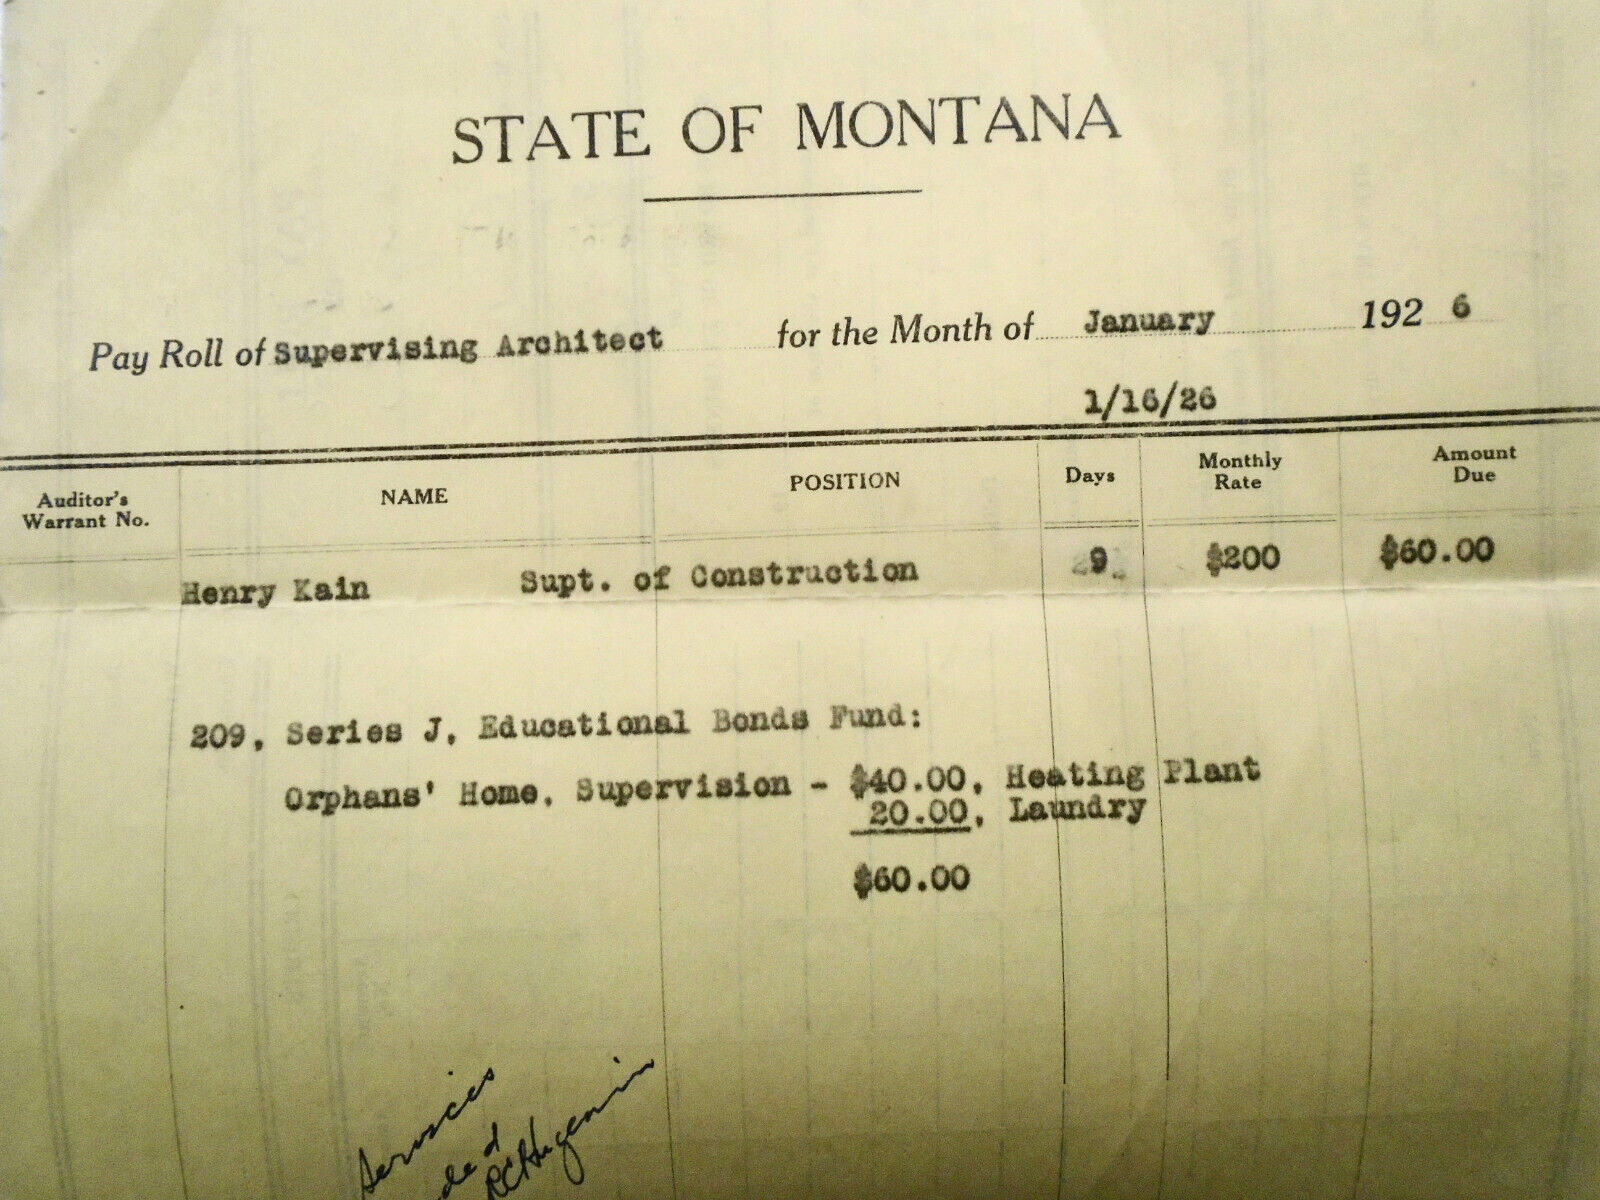 STATE OF MONTANA
Pay Roll of Supervising Architect for the Month of January 192 6
1/16/26
Auditor's Warrant No. NAME POSITION Days Monthly Rate Amount Due
Henry Kain Supt. of Construction 9 $200 $60.00
209, Series J, Educational Bonds Fund:
Orphans' Home, Supervision - $40.00, Heating Plant
20.00, Laundry
$60.00
Services